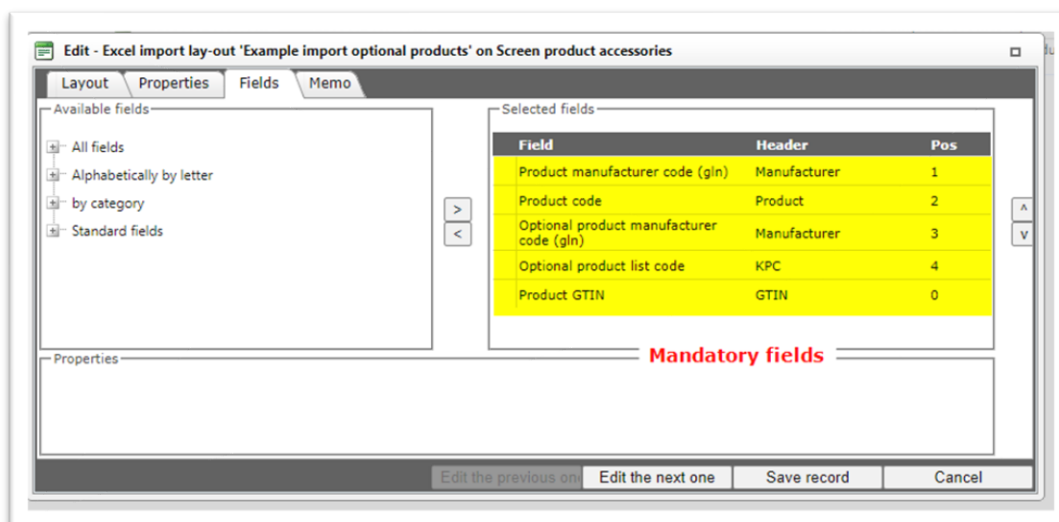 Edit - Excel import lay-out 'Example import optional products' on Screen product accessories
Layout Properties Fields Memo
Available fields
All fields
Alphabetically by letter
by category
Standard fields
>
<
Selected fields
Field Header Pos
Product manufacturer code (gln) Manufacturer 1
Product code Product 2
Optional product manufacturer
code (gln) Manufacturer 3
Optional product list code KPC 4
Product GTIN GTIN 0
^
v
Mandatory fields
Properties
Edit the previous one Edit the next one Save record Cancel